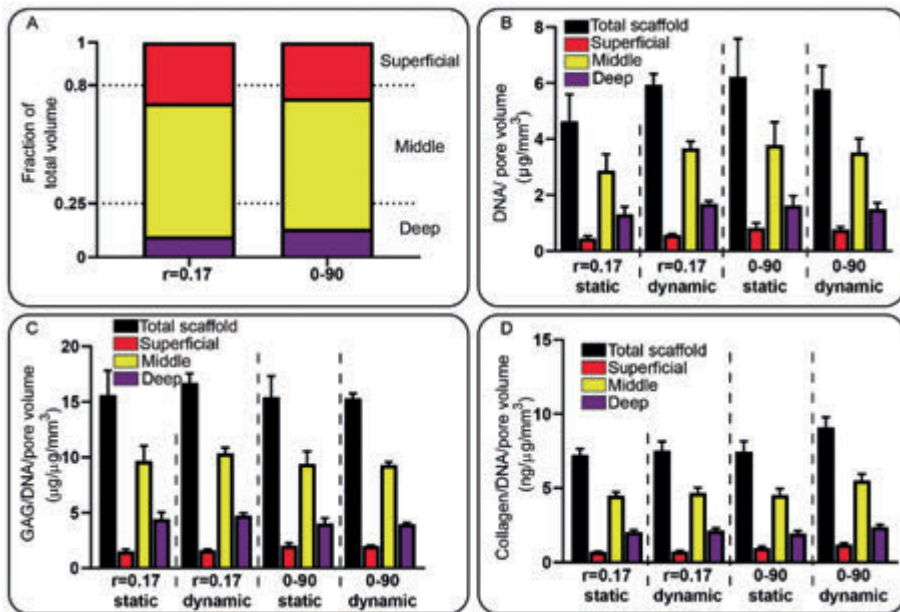 A
Fraction of
total volume
1
0.8
0.25
0
Superficial
Middle
Deep
r=0.17
0-90
B
Total scaffold
Superficial
Middle
Deep
DNA/ pore volume
(µg/mm³)
8
6
4
2
0
r=0.17
static
r=0.17
dynamic
0-90
static
0-90
dynamic
C
Total scaffold
Superficial
Middle
Deep
GAG/DNA/pore volume
(µg/µg/mm³)
20
15
10
5
0
r=0.17
static
r=0.17
dynamic
0-90
static
0-90
dynamic
D
Total scaffold
Superficial
Middle
Deep
Collagen/DNA/pore volume
(ng/µg/mm³)
15
10
5
0
r=0.17
static
r=0.17
dynamic
0-90
static
0-90
dynamic